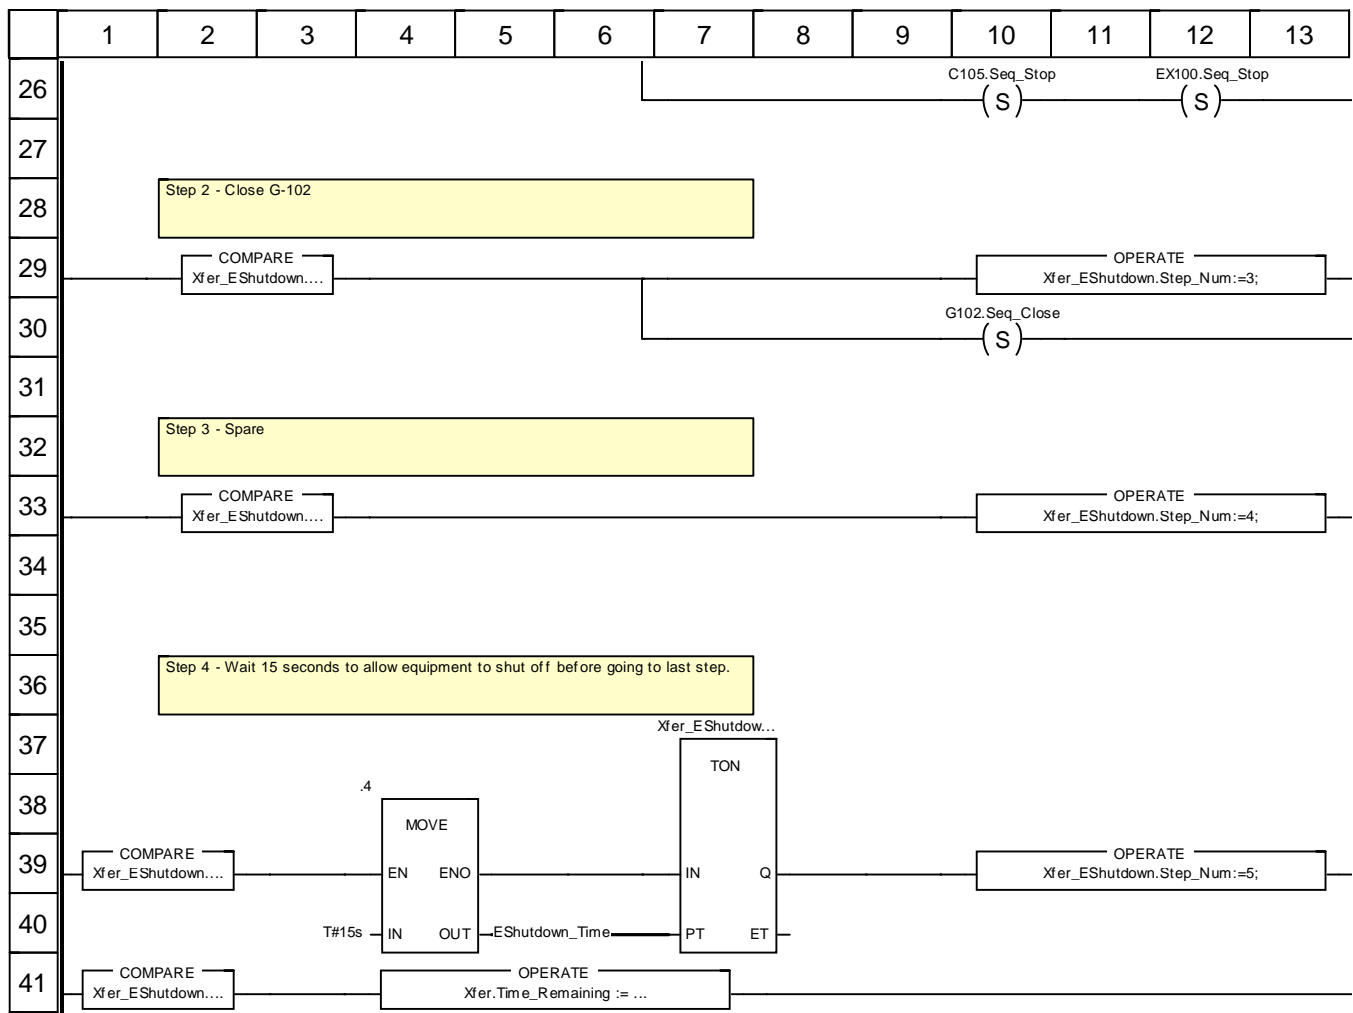 1 2 3 4 5 6 7 8 9 10 11 12 13
26
C105.Seq_Stop EX100.Seq_Stop
(S) (S)
27
28
Step 2 - Close G-102
29
COMPARE OPERATE
Xfer_EShutdown.... Xfer_EShutdown.Step_Num:=3;
30
G102.Seq_Close
(S)
31
32
Step 3 - Spare
33
COMPARE OPERATE
Xfer_EShutdown.... Xfer_EShutdown.Step_Num:=4;
34
35
36
Step 4 - Wait 15 seconds to allow equipment to shut off before going to last step.
37
Xfer_EShutdow...
TON
38
.4
MOVE
39
COMPARE OPERATE
Xfer_EShutdown.... EN ENO IN Q Xfer_EShutdown.Step_Num:=5;
40
T#15s IN OUT EShutdown_Time PT ET
41
COMPARE OPERATE
Xfer_EShutdown.... Xfer.Time_Remaining := ...